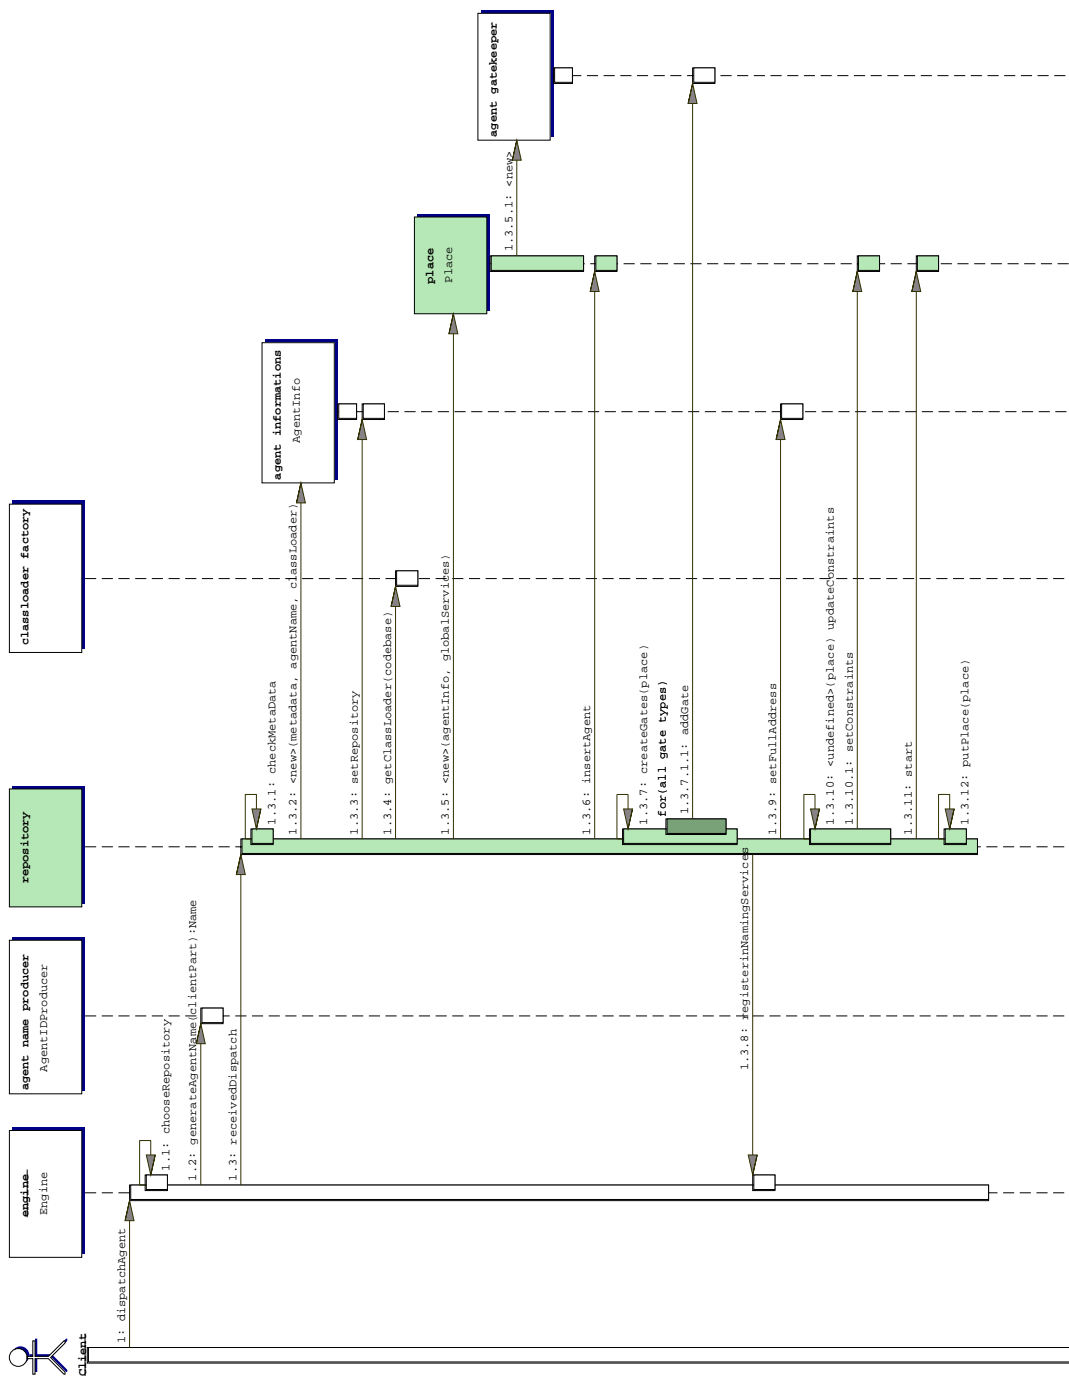 Client
engine
Engine
agent name producer
AgentIDProducer
repository
classloader factory
agent informations
AgentInfo
place
Place
agent gatekeeper
1: dispatchAgent
1.1: chooseRepository
1.2: generateAgentName(clientPart):Name
1.3: receivedDispatch
1.3.1: checkMetaData
1.3.2: <new>(metadata, agentName, classLoader)
1.3.3: setRepository
1.3.4: getClassLoader(codebase)
1.3.5: <new>(agentInfo, globalServices)
1.3.5.1: <new>
1.3.6: insertAgent
1.3.7: createGates(place)
for(all gate types)
1.3.7.1.1: addGate
1.3.8: registerinNamingServices
1.3.9: setFullAddress
1.3.10: <undefined>(place) updateConstraints
1.3.10.1: setConstraints
1.3.11: start
1.3.12: putPlace(place)